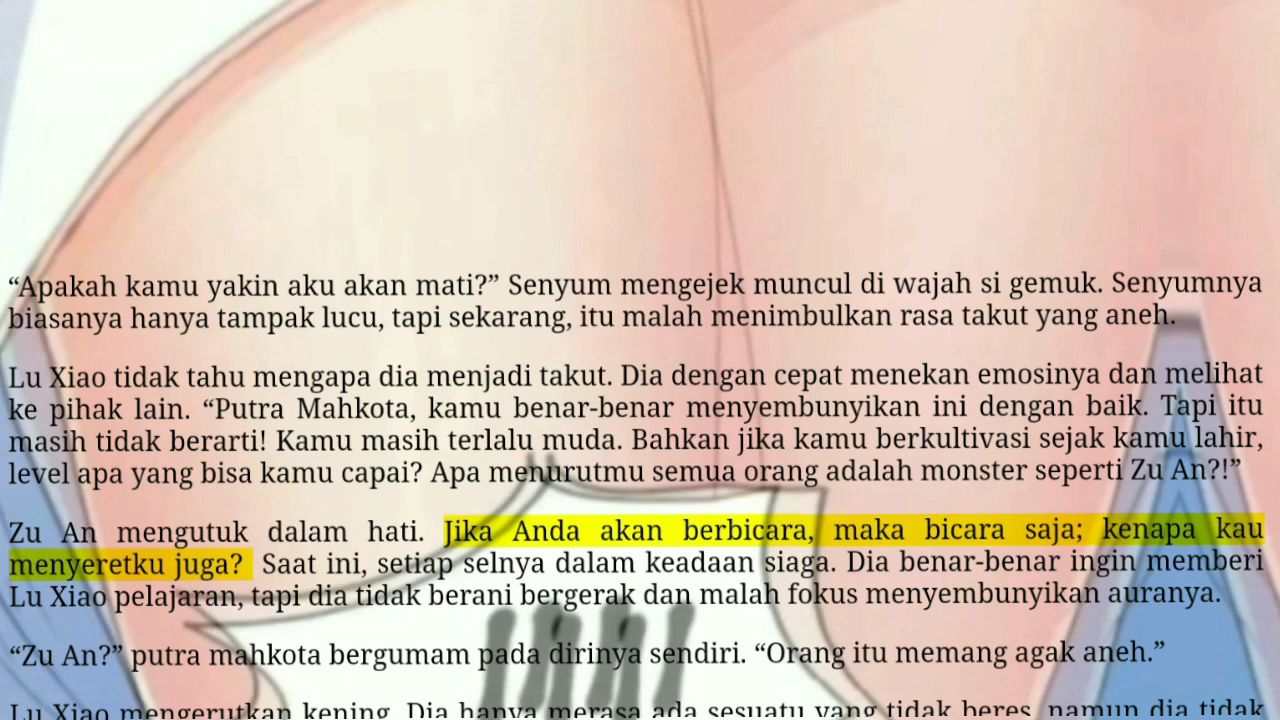 “Apakah kamu yakin aku akan mati?” Senyum mengejek muncul di wajah si gemuk. Senyumnya
biasanya hanya tampak lucu, tapi sekarang, itu malah menimbulkan rasa takut yang aneh.
Lu Xiao tidak tahu mengapa dia menjadi takut. Dia dengan cepat menekan emosinya dan melihat
ke pihak lain. “Putra Mahkota, kamu benar-benar menyembunyikan ini dengan baik. Tapi itu
masih tidak berarti! Kamu masih terlalu muda. Bahkan jika kamu berkultivasi sejak kamu lahir,
level apa yang bisa kamu capai? Apa menurutmu semua orang adalah monster seperti Zu An?!”
Zu An mengutuk dalam hati. Jika Anda akan berbicara, maka bicara saja; kenapa kau
menyeretku juga? Saat ini, setiap selnya dalam keadaan siaga. Dia benar-benar ingin memberi
Lu Xiao pelajaran, tapi dia tidak berani bergerak dan malah fokus menyembunyikan auranya.
“Zu An?” putra mahkota bergumam pada dirinya sendiri. “Orang itu memang agak aneh.”
Lu Xiao mengerutkan kening. Dia hanya merasa ada sesuatu yang tidak beres, namun dia tidak